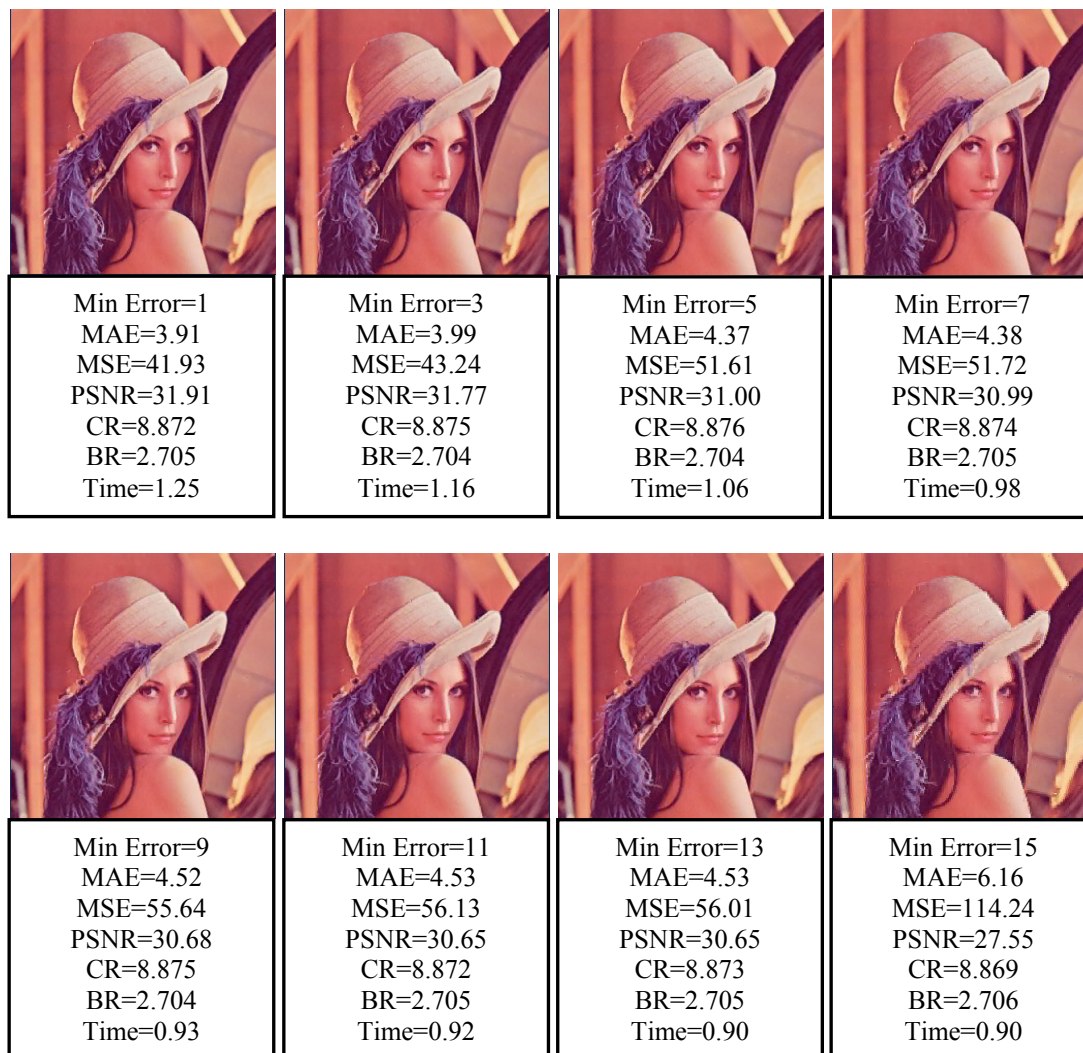 Min Error=1
MAE=3.91
MSE=41.93
PSNR=31.91
CR=8.872
BR=2.705
Time=1.25
Min Error=3
MAE=3.99
MSE=43.24
PSNR=31.77
CR=8.875
BR=2.704
Time=1.16
Min Error=5
MAE=4.37
MSE=51.61
PSNR=31.00
CR=8.876
BR=2.704
Time=1.06
Min Error=7
MAE=4.38
MSE=51.72
PSNR=30.99
CR=8.874
BR=2.705
Time=0.98
Min Error=9
MAE=4.52
MSE=55.64
PSNR=30.68
CR=8.875
BR=2.704
Time=0.93
Min Error=11
MAE=4.53
MSE=56.13
PSNR=30.65
CR=8.872
BR=2.705
Time=0.92
Min Error=13
MAE=4.53
MSE=56.01
PSNR=30.65
CR=8.873
BR=2.705
Time=0.90
Min Error=15
MAE=6.16
MSE=114.24
PSNR=27.55
CR=8.869
BR=2.706
Time=0.90